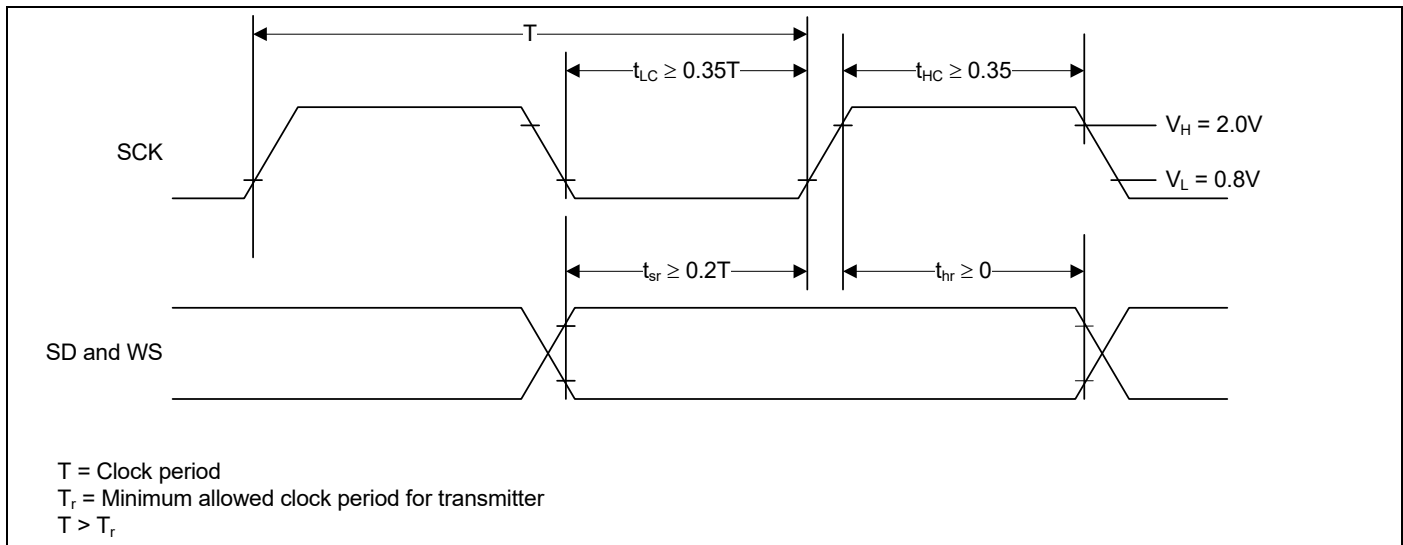 T
t_LC ≥ 0.35T
t_HC ≥ 0.35
SCK
V_H = 2.0V
V_L = 0.8V
t_sr ≥ 0.2T
t_hr ≥ 0
SD and WS
T = Clock period
T_r = Minimum allowed clock period for transmitter
T > T_r